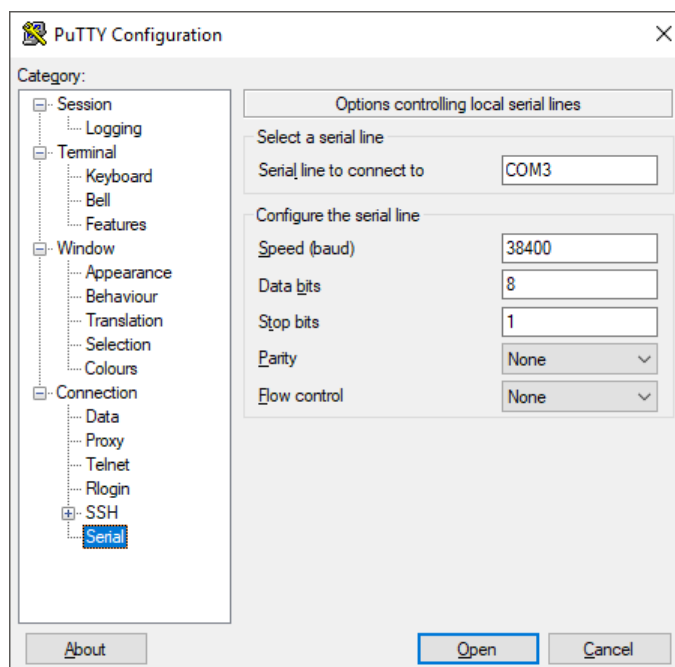 PuTTY Configuration
Category:
Session
Logging
Terminal
Keyboard
Bell
Features
Window
Appearance
Behaviour
Translation
Selection
Colours
Connection
Data
Proxy
Telnet
Rlogin
SSH
Serial
Options controlling local serial lines
Select a serial line
Serial line to connect to COM3
Configure the serial line
Speed (baud) 38400
Data bits 8
Stop bits 1
Parity None
Flow control None
About Open Cancel